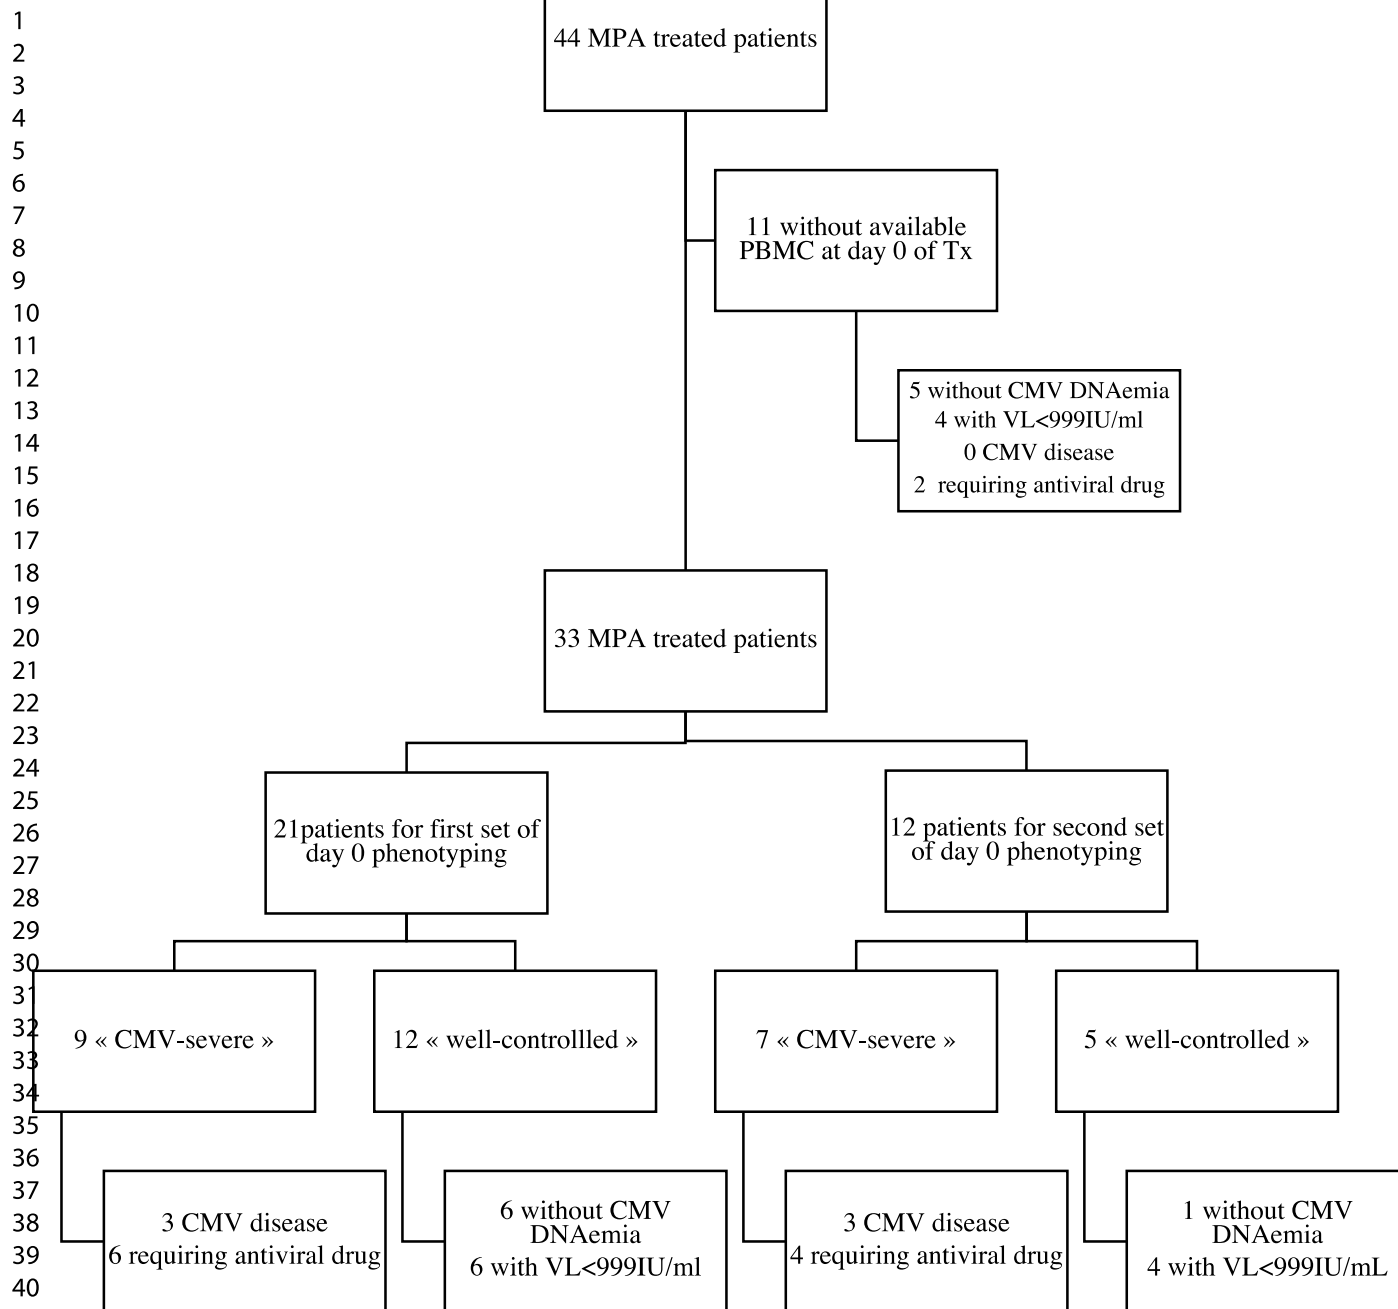 1
2
3
4
5
6
7
8
9
10
11
12
13
14
15
16
17
18
19
20
21
22
23
24
25
26
27
28
29
30
31
32
33
34
35
36
37
38
39
40
44 MPA treated patients
11 without available
PBMC at day 0 of Tx
5 without CMV DNAemia
4 with VL<999IU/ml
0 CMV disease
2 requiring antiviral drug
33 MPA treated patients
21patients for first set of
day 0 phenotyping
12 patients for second set
of day 0 phenotyping
9 « CMV-severe »
12 « well-controllled »
7 « CMV-severe »
5 « well-controlled »
3 CMV disease
6 requiring antiviral drug
6 without CMV
DNAemia
6 with VL<999IU/ml
3 CMV disease
4 requiring antiviral drug
1 without CMV
DNAemia
4 with VL<999IU/mL